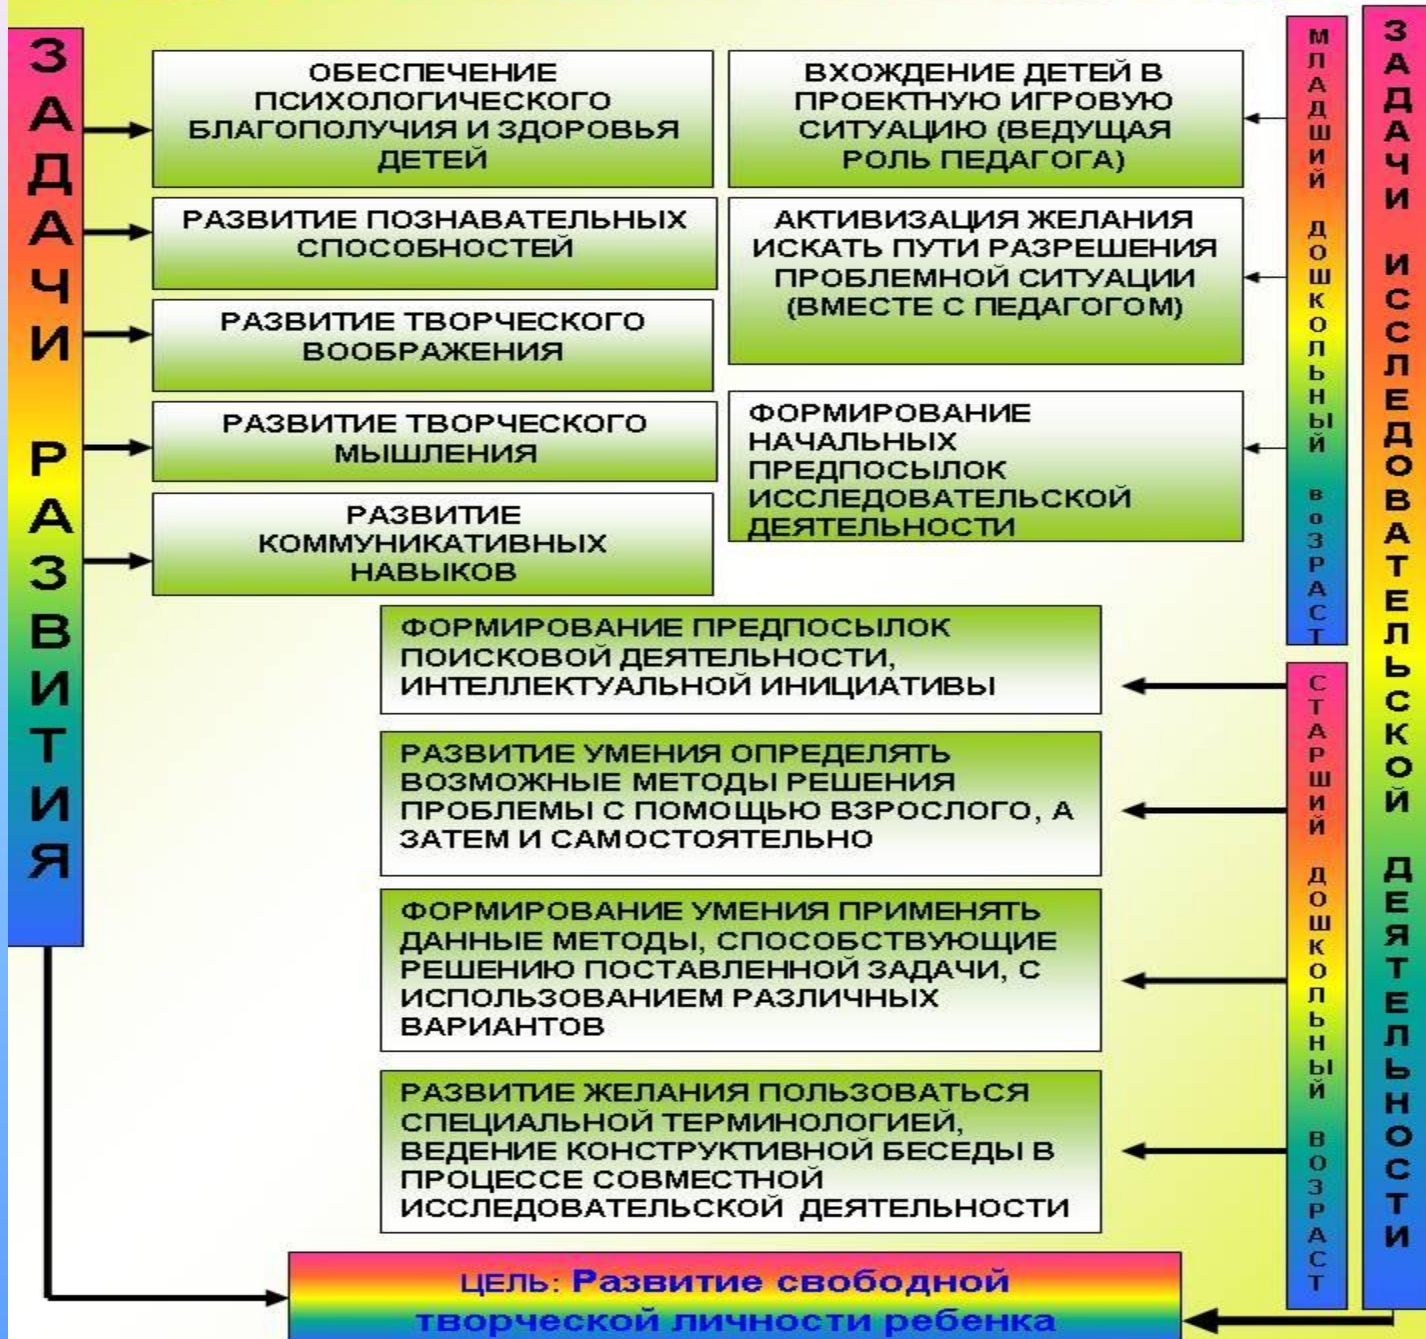 ЗАДАЧИ РАЗВИТИЯ
ОБЕСПЕЧЕНИЕ
ПСИХОЛОГИЧЕСКОГО
БЛАГОПОЛУЧИЯ И ЗДОРОВЬЯ
ДЕТЕЙ
РАЗВИТИЕ ПОЗНАВАТЕЛЬНЫХ
СПОСОБНОСТЕЙ
РАЗВИТИЕ ТВОРЧЕСКОГО
ВООБРАЖЕНИЯ
РАЗВИТИЕ ТВОРЧЕСКОГО
МЫШЛЕНИЯ
РАЗВИТИЕ
КОММУНИКАТИВНЫХ
НАВЫКОВ
ЗАДАЧИ ИССЛЕДОВАТЕЛЬСКОЙ ДЕЯТЕЛЬНОСТИ
МЛАДШИЙ ДОШКОЛЬНЫЙ ВОЗРАСТ
ВХОЖДЕНИЕ ДЕТЕЙ В
ПРОЕКТНУЮ ИГРОВУЮ
СИТУАЦИЮ (ВЕДУЩАЯ
РОЛЬ ПЕДАГОГА)
АКТИВИЗАЦИЯ ЖЕЛАНИЯ
ИСКАТЬ ПУТИ РАЗРЕШЕНИЯ
ПРОБЛЕМНОЙ СИТУАЦИИ
(ВМЕСТЕ С ПЕДАГОГОМ)
ФОРМИРОВАНИЕ
НАЧАЛЬНЫХ
ПРЕДПОСЫЛОК
ИССЛЕДОВАТЕЛЬСКОЙ
ДЕЯТЕЛЬНОСТИ
СТАРШИЙ ДОШКОЛЬНЫЙ ВОЗРАСТ
ФОРМИРОВАНИЕ ПРЕДПОСЫЛОК
ПОИСКОВОЙ ДЕЯТЕЛЬНОСТИ,
ИНТЕЛЛЕКТУАЛЬНОЙ ИНИЦИАТИВЫ
РАЗВИТИЕ УМЕНИЯ ОПРЕДЕЛЯТЬ
ВОЗМОЖНЫЕ МЕТОДЫ РЕШЕНИЯ
ПРОБЛЕМЫ С ПОМОЩЬЮ ВЗРОСЛОГО, А
ЗАТЕМ И САМОСТОЯТЕЛЬНО
ФОРМИРОВАНИЕ УМЕНИЯ ПРИМЕНЯТЬ
ДАННЫЕ МЕТОДЫ, СПОСОБСТВУЮЩИЕ
РЕШЕНИЮ ПОСТАВЛЕННОЙ ЗАДАЧИ, С
ИСПОЛЬЗОВАНИЕМ РАЗЛИЧНЫХ
ВАРИАНТОВ
РАЗВИТИЕ ЖЕЛАНИЯ ПОЛЬЗОВАТЬСЯ
СПЕЦИАЛЬНОЙ ТЕРМИНОЛОГИЕЙ,
ВЕДЕНИЕ КОНСТРУКТИВНОЙ БЕСЕДЫ В
ПРОЦЕССЕ СОВМЕСТНОЙ
ИССЛЕДОВАТЕЛЬСКОЙ ДЕЯТЕЛЬНОСТИ
ЦЕЛЬ: Развитие свободной
творческой личности ребенка